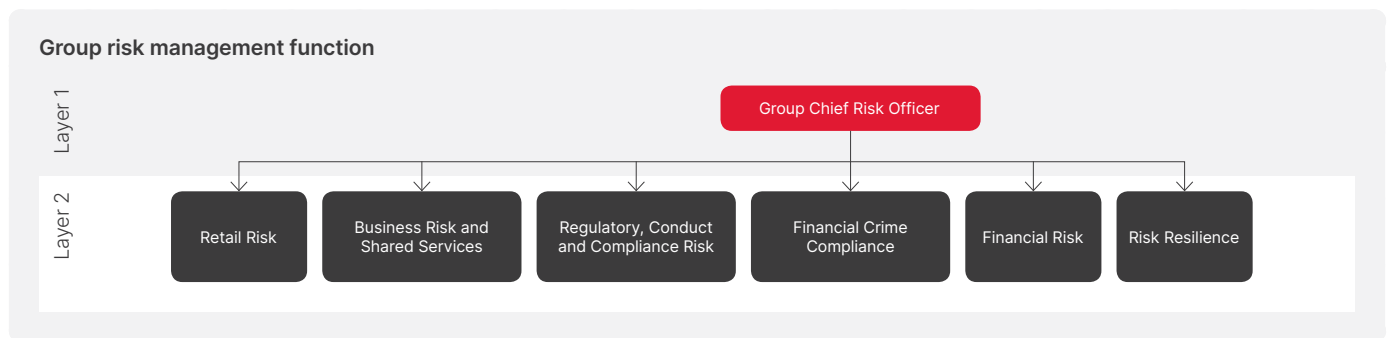 Group risk management function
Layer 1
Group Chief Risk Officer
Layer 2
Retail Risk
Business Risk and
Shared Services
Regulatory, Conduct
and Compliance Risk
Financial Crime
Compliance
Financial Risk
Risk Resilience